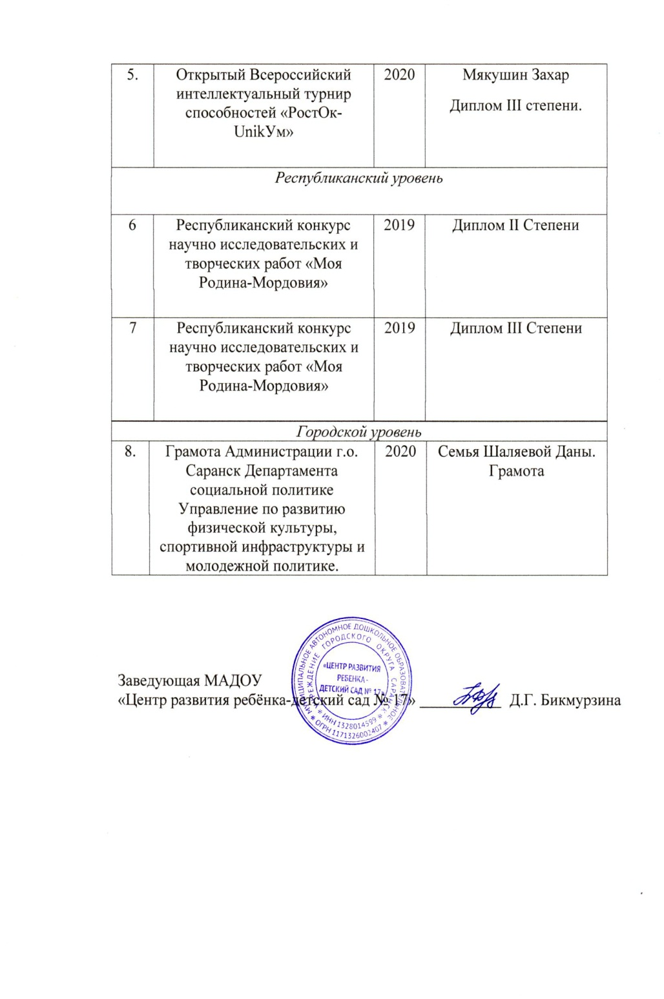 5. Открытый Всероссийский 2020 Мякушин Захар
интеллектуальный турнир
Диплом III степени.
способностей «РостОк-
UnikУм»
Республиканский уровень
6 Республиканский конкурс 2019 Диплом II Степени
научно исследовательских и
творческих работ «Моя
Родина-Мордовия»
7 Республиканский конкурс 2019 Диплом III Степени
научно исследовательских и
творческих работ «Моя
Родина-Мордовия»
Городской уровень
8. Грамота Администрации г.о. 2020 Семья Шаляевой Даны.
Саранск Департамента Грамота
социальной политике
Управление по развитию
физической культуры,
спортивной инфраструктуры и
молодежной политике.
Заведующая МАДОУ
«Центр развития ребёнка-детский сад № 17» __________ Д.Г. Бикмурзина
МУНИЦИПАЛЬНОЕ АВТОНОМНОЕ ДОШКОЛЬНОЕ ОБРАЗОВАТЕЛЬНОЕ
УЧРЕЖДЕНИЕ ГОРОДСКОГО ОКРУГА САРАНСК
«ЦЕНТР РАЗВИТИЯ
РЕБЕНКА-
ДЕТСКИЙ САД № 17»
* ИНН 1328014599 *
* ОГРН 1171326002407 *